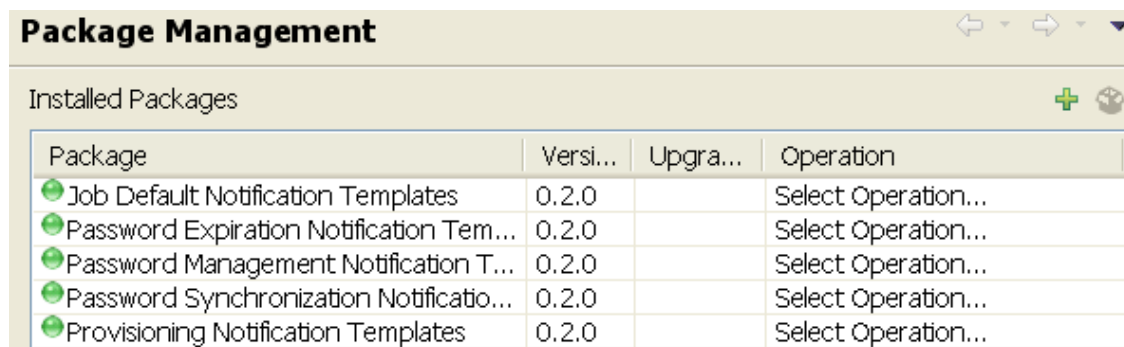 Package Management
Installed Packages
Package Versi... Upgra... Operation
Job Default Notification Templates 0.2.0 Select Operation...
Password Expiration Notification Tem... 0.2.0 Select Operation...
Password Management Notification T... 0.2.0 Select Operation...
Password Synchronization Notificatio... 0.2.0 Select Operation...
Provisioning Notification Templates 0.2.0 Select Operation...